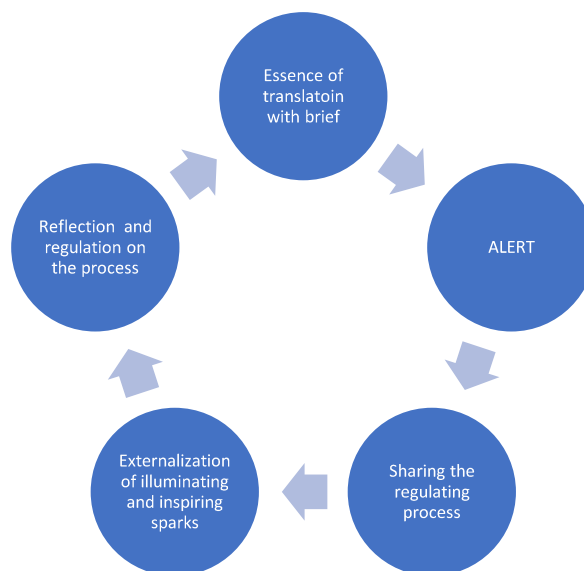 Essence of
translatoin
with brief
ALERT
Sharing the
regulating
process
Externalization
of illuminating
and inspiring
sparks
Reflection and
regulation on
the process